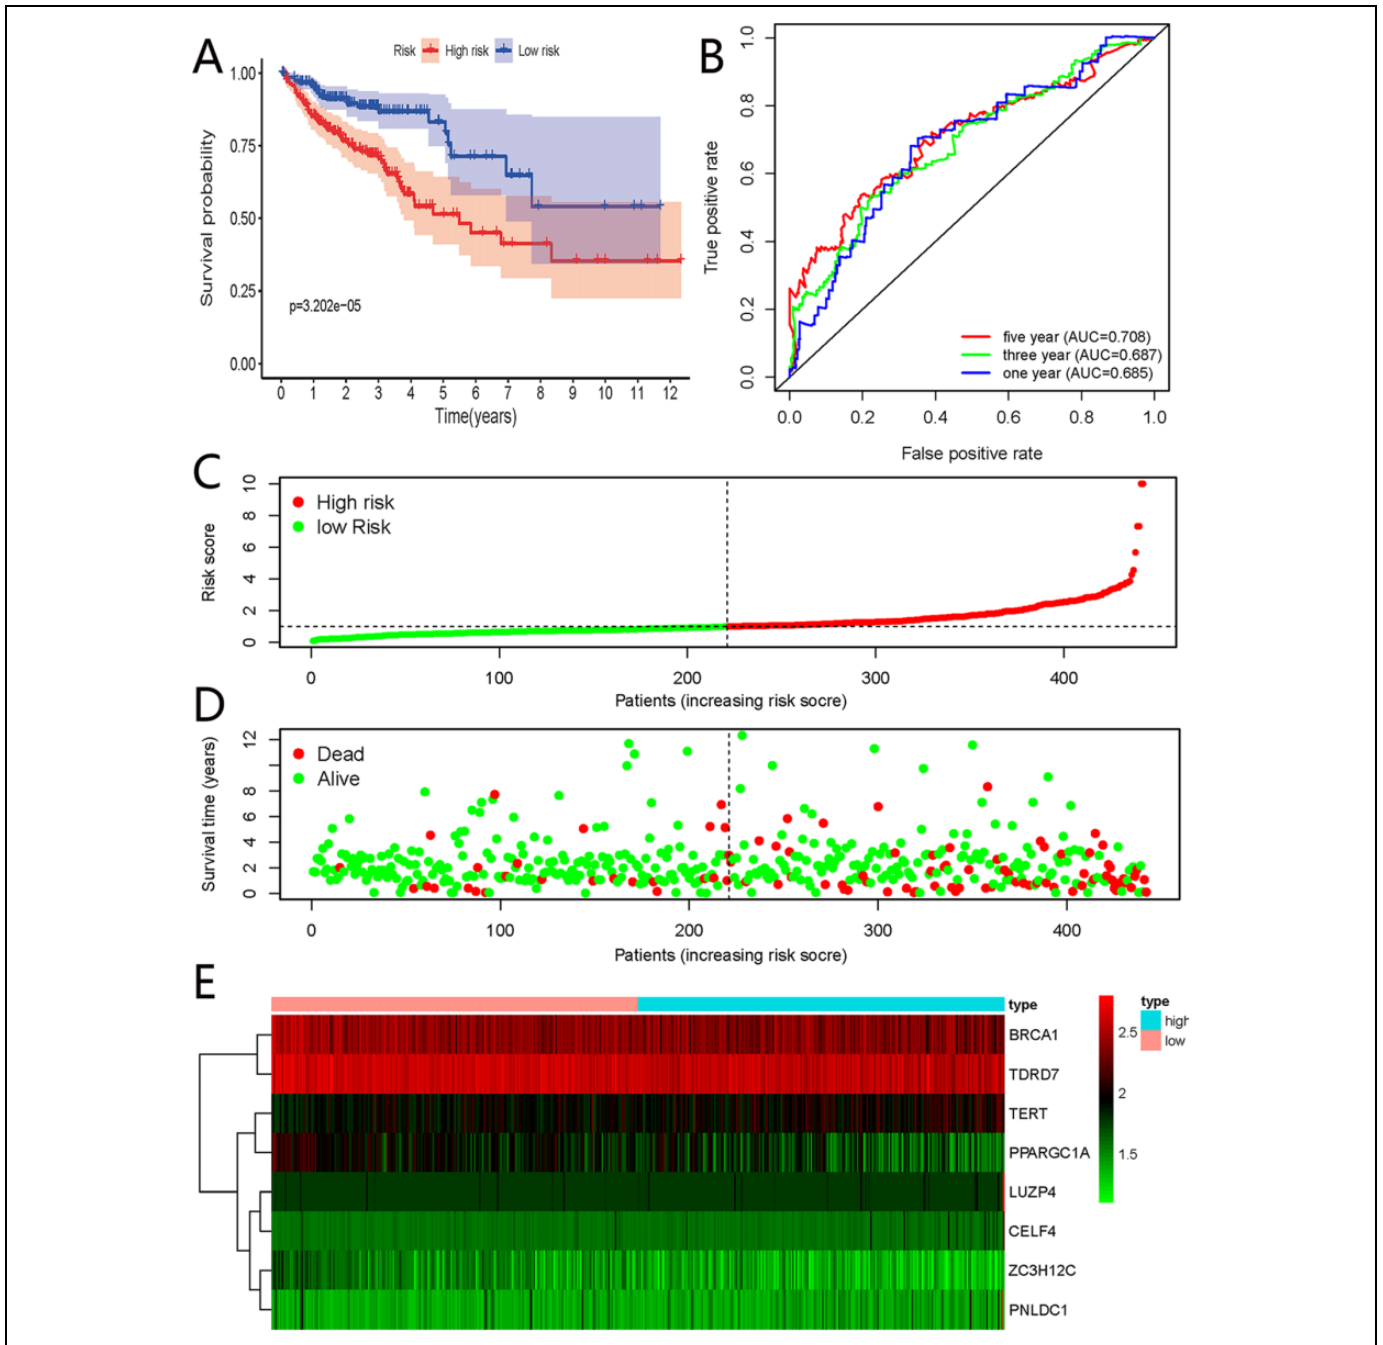 A
Risk High risk Low risk
Survival probability
1.00
0.75
0.50
0.25
0.00
p=3.202e−05
0 1 2 3 4 5 6 7 8 9 10 11 12
Time(years)
B
True positive rate
1.0
0.8
0.6
0.4
0.2
0.0
five year (AUC=0.708)
three year (AUC=0.687)
one year (AUC=0.685)
0.0 0.2 0.4 0.6 0.8 1.0
False positive rate
C
Risk score
10
8
6
4
2
0
High risk
low Risk
0 100 200 300 400
Patients (increasing risk socre)
D
Survival time (years)
12
8
6
4
2
0
Dead
Alive
0 100 200 300 400
Patients (increasing risk socre)
E
type
BRCA1
TDRD7
TERT
PPARGC1A
LUZP4
CELF4
ZC3H12C
PNLDC1
2.5
2
1.5
type
high
low